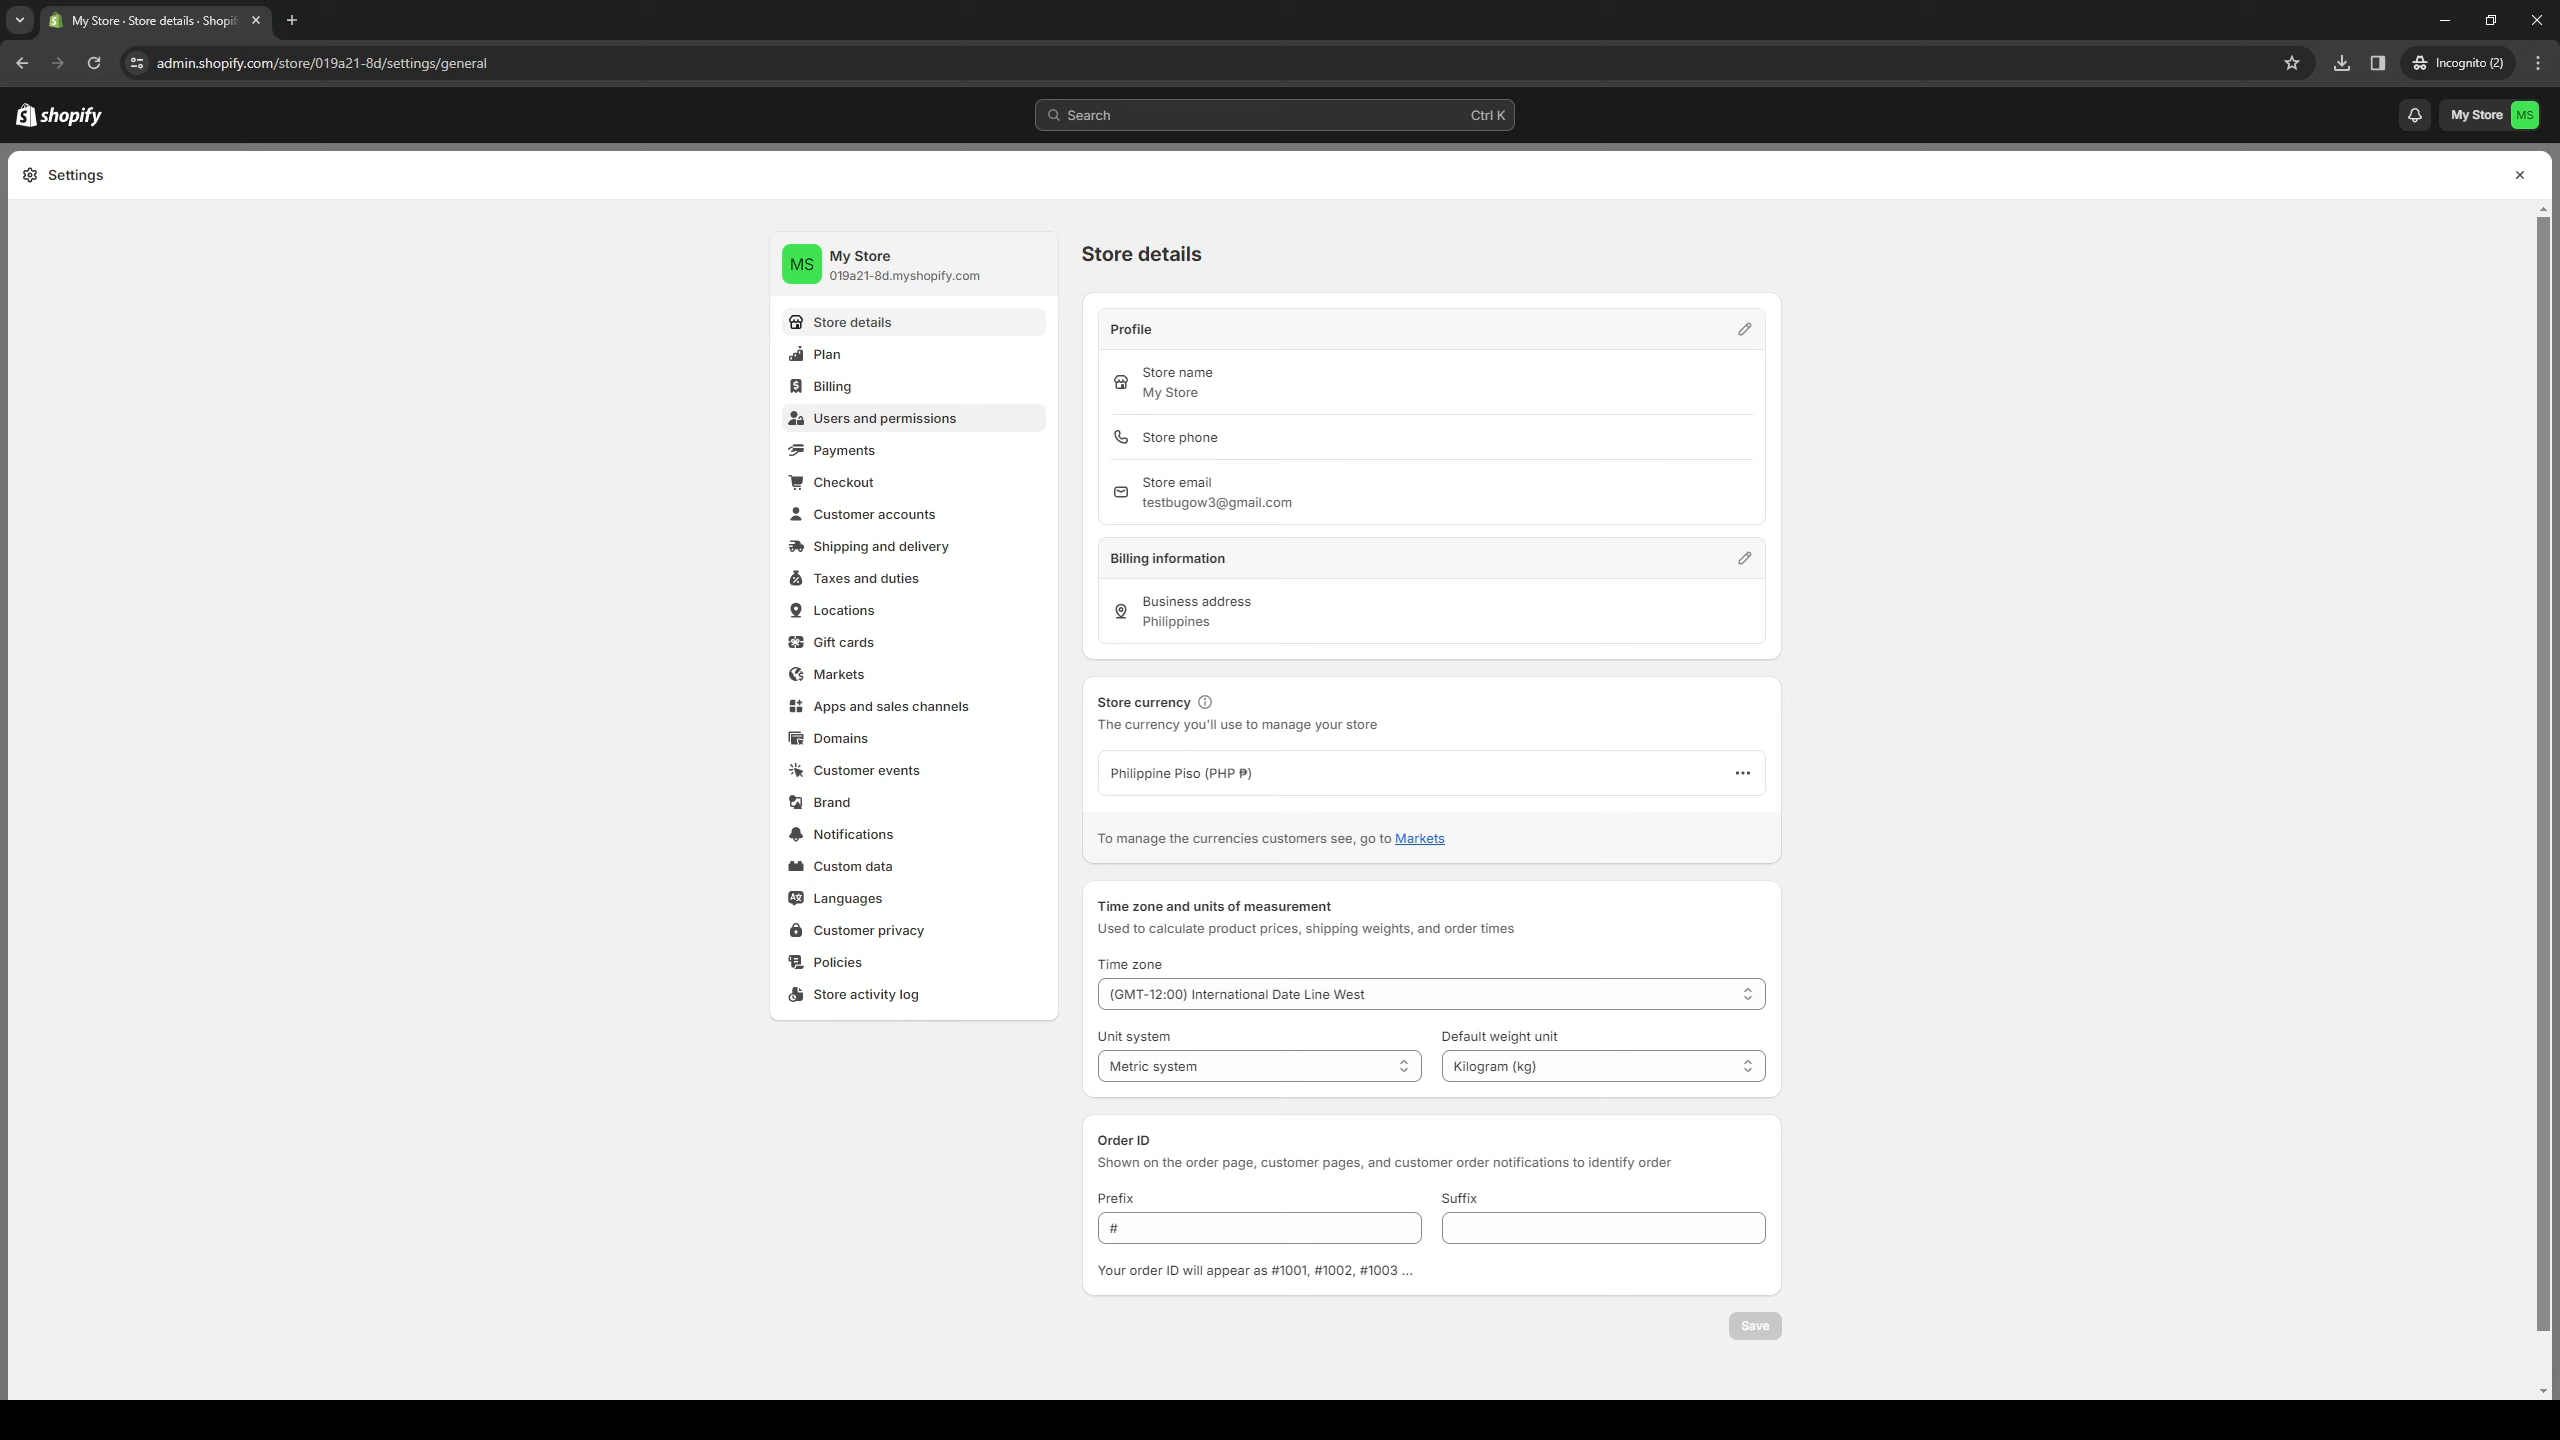 My Store · Store details · Shopif
admin.shopify.com/store/019a21-8d/settings/general
Incognito (2)
shopify
Search
Ctrl K
My Store
MS
Settings
MS
My Store
019a21-8d.myshopify.com
Store details
Plan
Billing
Users and permissions
Payments
Checkout
Customer accounts
Shipping and delivery
Taxes and duties
Locations
Gift cards
Markets
Apps and sales channels
Domains
Customer events
Brand
Notifications
Custom data
Languages
Customer privacy
Policies
Store activity log
Store details
Profile
Store name
My Store
Store phone
Store email
testbugow3@gmail.com
Billing information
Business address
Philippines
Store currency
The currency you'll use to manage your store
Philippine Piso (PHP ₱)
To manage the currencies customers see, go to Markets
Time zone and units of measurement
Used to calculate product prices, shipping weights, and order times
Time zone
(GMT-12:00) International Date Line West
Unit system
Default weight unit
Metric system
Kilogram (kg)
Order ID
Shown on the order page, customer pages, and customer order notifications to identify order
Prefix
Suffix
#
Your order ID will appear as #1001, #1002, #1003 ...
Save